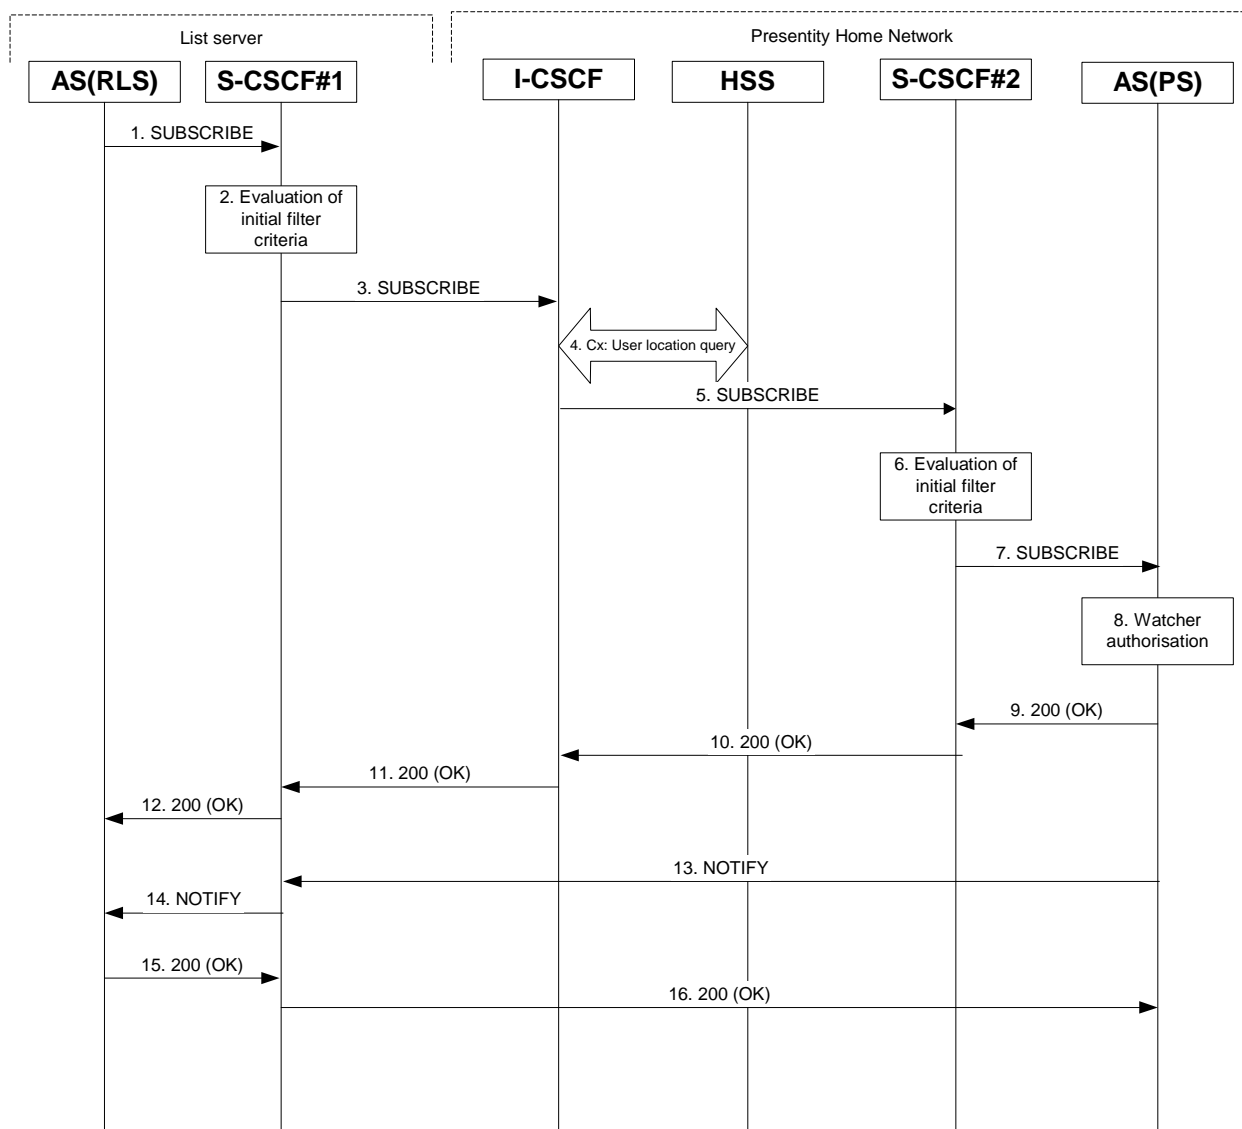 List server
Presentity Home Network
AS(RLS)
S-CSCF#1
I-CSCF
HSS
S-CSCF#2
AS(PS)
1. SUBSCRIBE
2. Evaluation of
initial filter
criteria
3. SUBSCRIBE
4. Cx: User location query
5. SUBSCRIBE
6. Evaluation of
initial filter
criteria
7. SUBSCRIBE
8. Watcher
authorisation
9. 200 (OK)
10. 200 (OK)
11. 200 (OK)
12. 200 (OK)
13. NOTIFY
14. NOTIFY
15. 200 (OK)
16. 200 (OK)